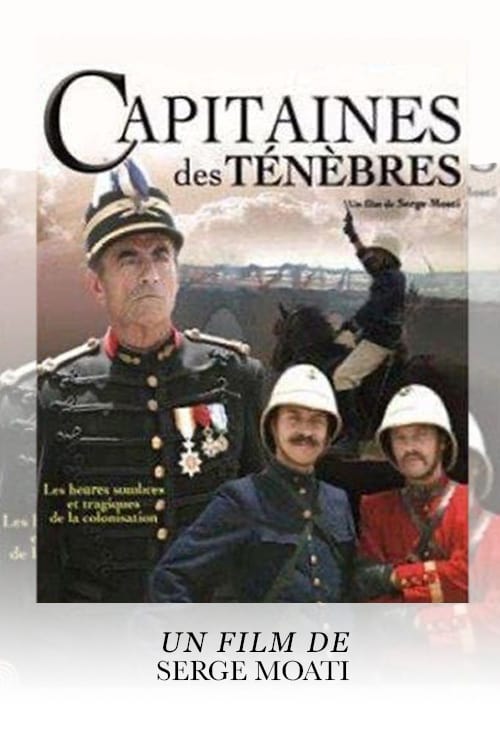 CAPITAINES
des TÉNÈBRES
Un film de Serge Moati
Les heures sombres
et tragiques
de la colonisation
UN FILM DE
SERGE MOATI